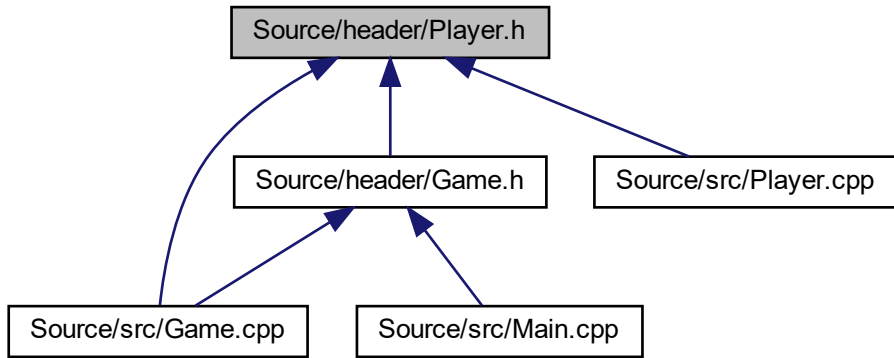 Source/header/Player.h
Source/header/Game.h
Source/src/Player.cpp
Source/src/Game.cpp
Source/src/Main.cpp